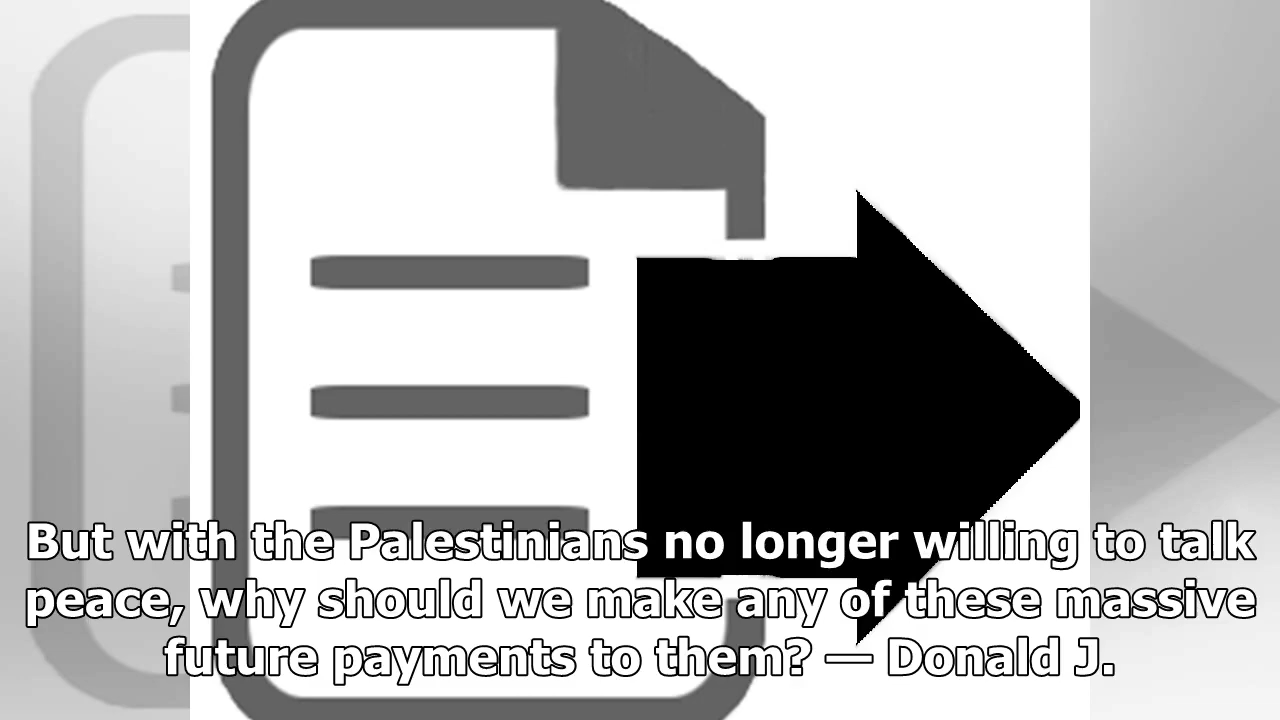 But with the Palestinians no longer willing to talk
peace, why should we make any of these massive
future payments to them? — Donald J.